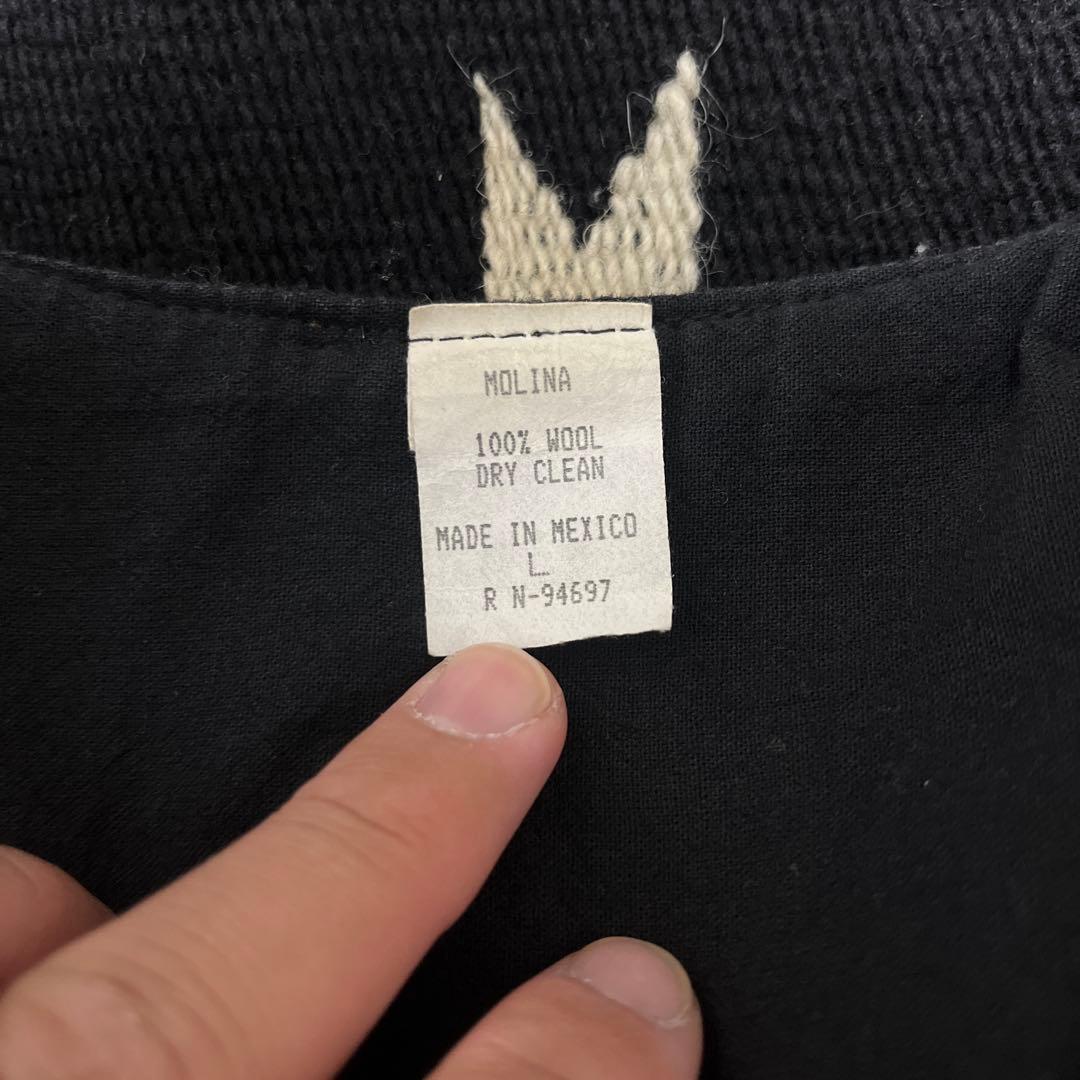 MOLINA
100% WOOL
DRY CLEAN
MADE IN MEXICO
L
R N-94697